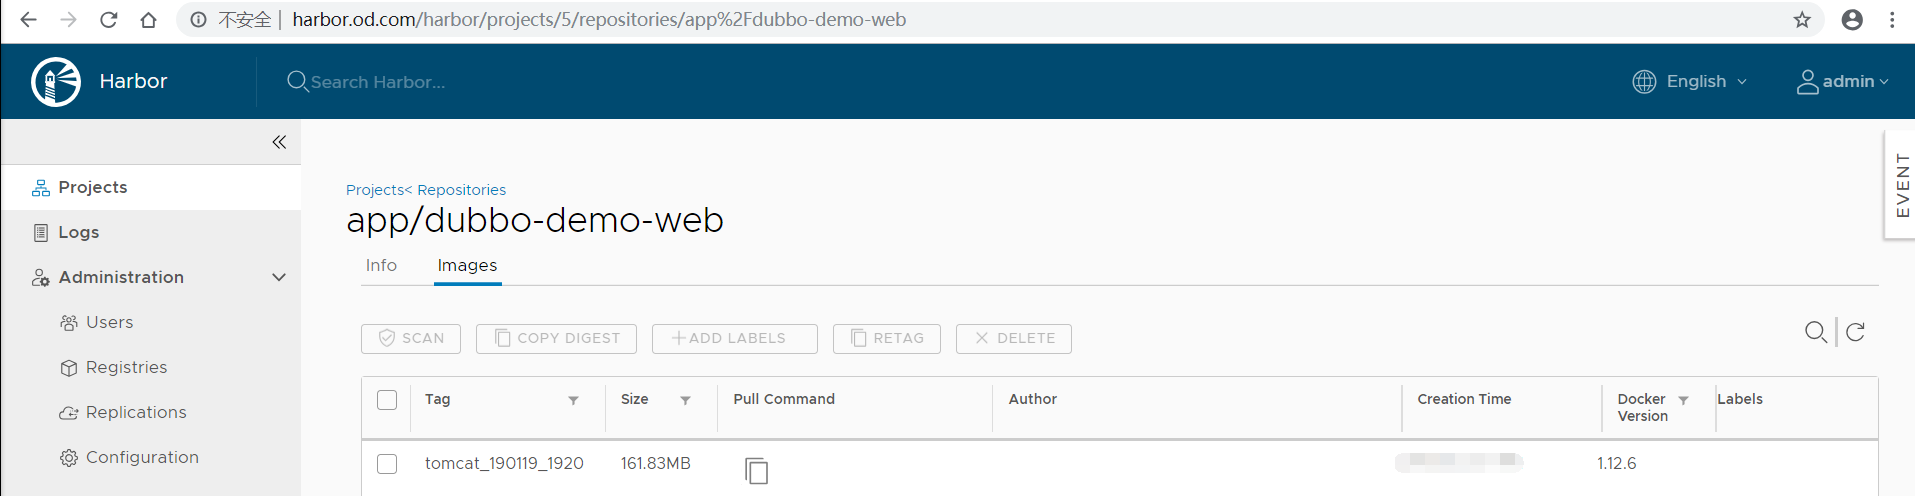 不安全 | harbor.od.com/harbor/projects/5/repositories/app%2Fdubbo-demo-web
Harbor
Search Harbor...
English
admin
EVENT
Projects
Logs
Administration
Users
Registries
Replications
Configuration
Projects< Repositories
app/dubbo-demo-web
Info Images
SCAN COPY DIGEST +ADD LABELS RETAG × DELETE
Tag Size Pull Command Author Creation Time Docker Version Labels
tomcat_190119_1920 161.83MB 1.12.6